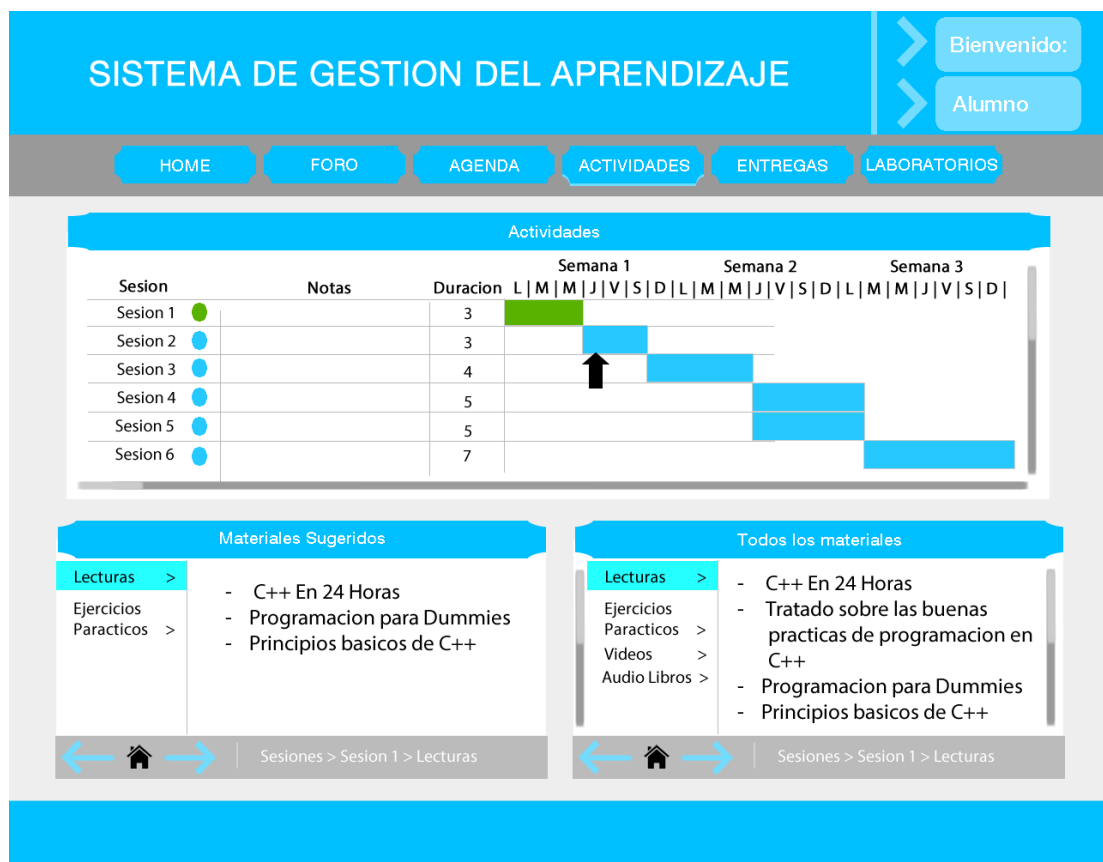 SISTEMA DE GESTION DEL APRENDIZAJE
Bienvenido:
Alumno
HOME
FORO
AGENDA
ACTIVIDADES
ENTREGAS
LABORATORIOS
Actividades
Semana 1
Semana 2
Semana 3
Sesion
Notas
Duracion
L | M | M | J | V | S | D | L | M | M | J | V | S | D | L | M | M | J | V | S | D |
Sesion 1
3
Sesion 2
3
Sesion 3
4
Sesion 4
5
Sesion 5
5
Sesion 6
7
Materiales Sugeridos
Lecturas >
Ejercicios
Paracticos >
- C++ En 24 Horas
- Programacion para Dummies
- Principios basicos de C++
Sesiones > Sesion 1 > Lecturas
Todos los materiales
Lecturas >
Ejercicios
Paracticos >
Videos >
Audio Libros >
- C++ En 24 Horas
- Tratado sobre las buenas
practicas de programacion en
C++
- Programacion para Dummies
- Principios basicos de C++
Sesiones > Sesion 1 > Lecturas